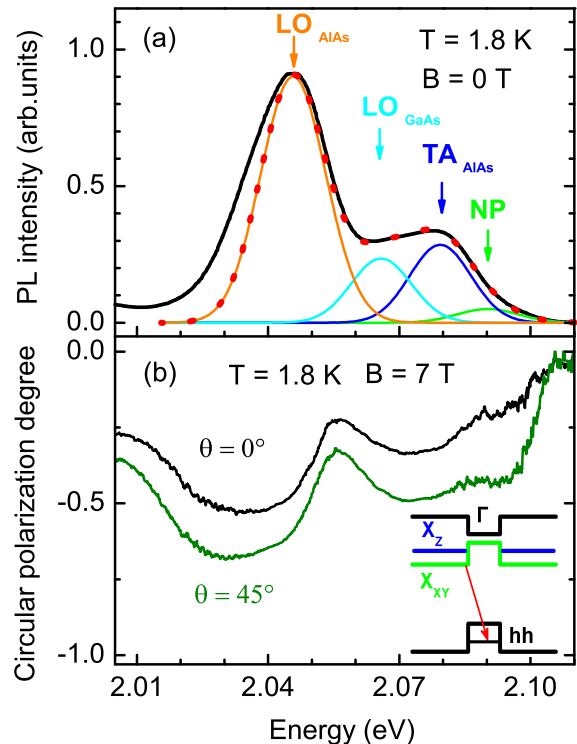 (a)
LO AlAs
T = 1.8 K
B = 0 T
LO GaAs
TA AlAs
NP
PL intensity (arb.units)
1.0
0.5
0.0
(b)
T = 1.8 K B = 7 T
θ = 0°
θ = 45°
Γ
X_Z
X_XY
hh
Circular polarization degree
0.0
-0.5
-1.0
2.01 2.04 2.07 2.10
Energy (eV)